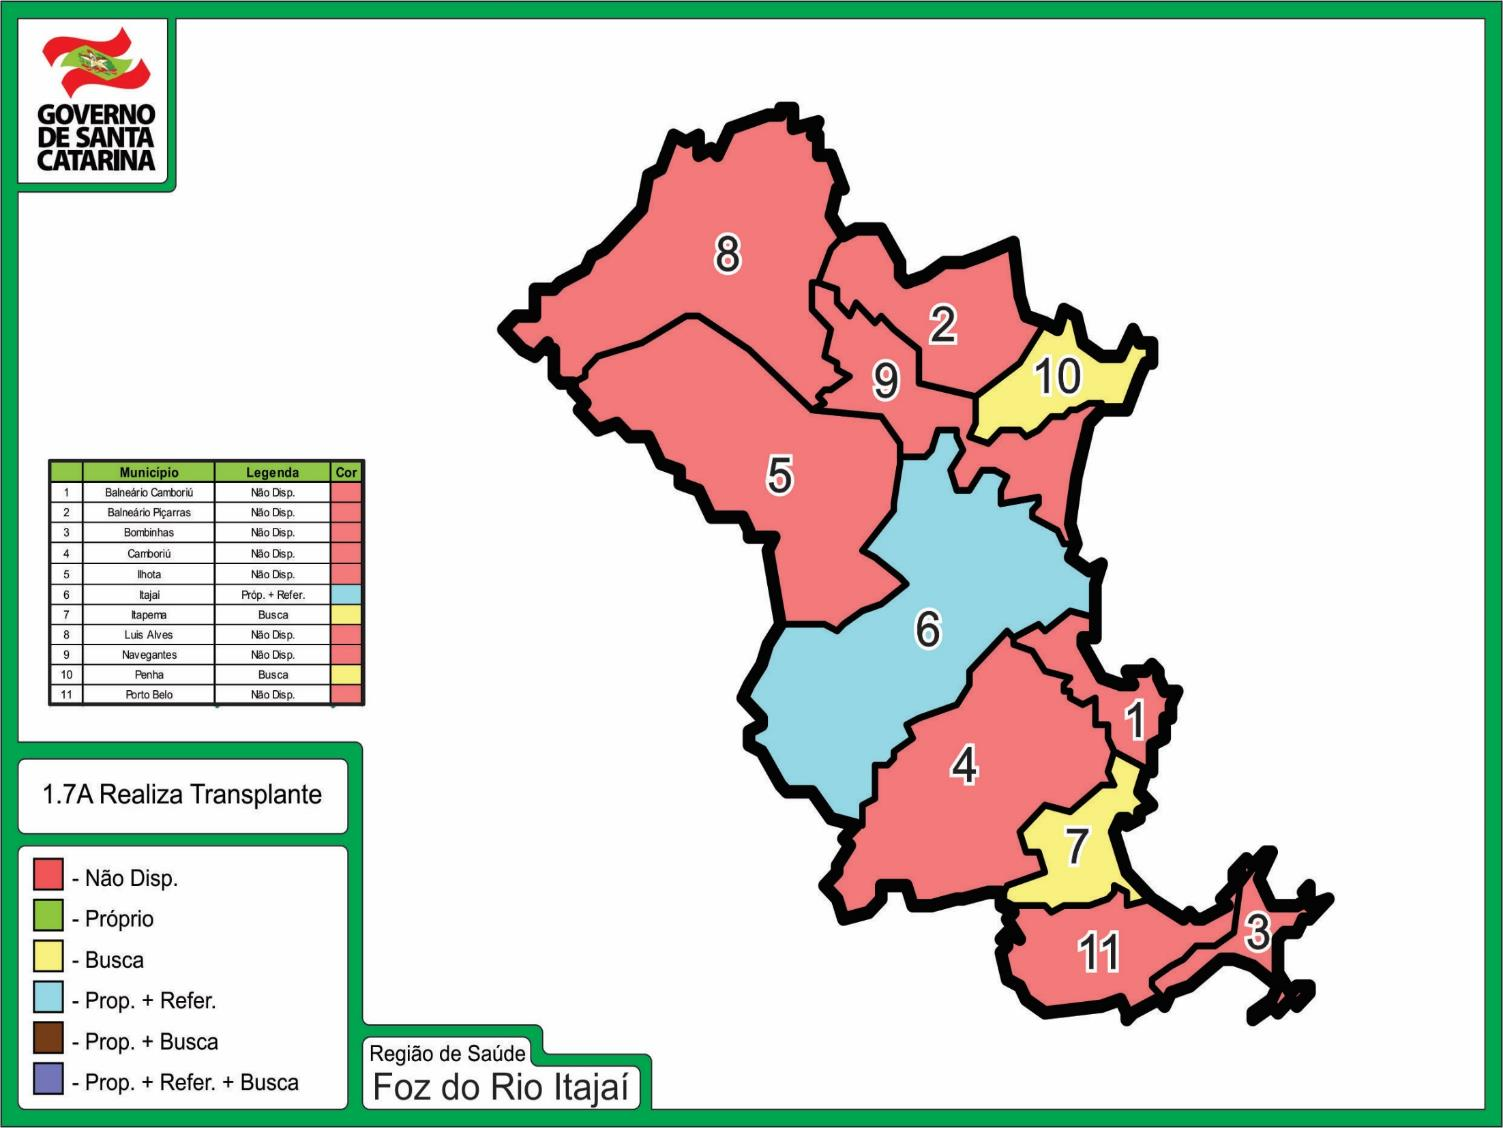 GOVERNO
DE SANTA
CATARINA
8
2
10
9
5
6
1
4
7
3
11
Município Legenda Cor
1 Balneário Camboriú Não Disp.
2 Balneário Piçarras Não Disp.
3 Bombinhas Não Disp.
4 Camboriú Não Disp.
5 Ilhota Não Disp.
6 Itajaí Próp. + Refer.
7 Itapema Busca
8 Luis Alves Não Disp.
9 Navegantes Não Disp.
10 Penha Busca
11 Porto Belo Não Disp.
1.7A Realiza Transplante
- Não Disp.
- Próprio
- Busca
- Prop. + Refer.
- Prop. + Busca
- Prop. + Refer. + Busca
Região de Saúde
Foz do Rio Itajaí